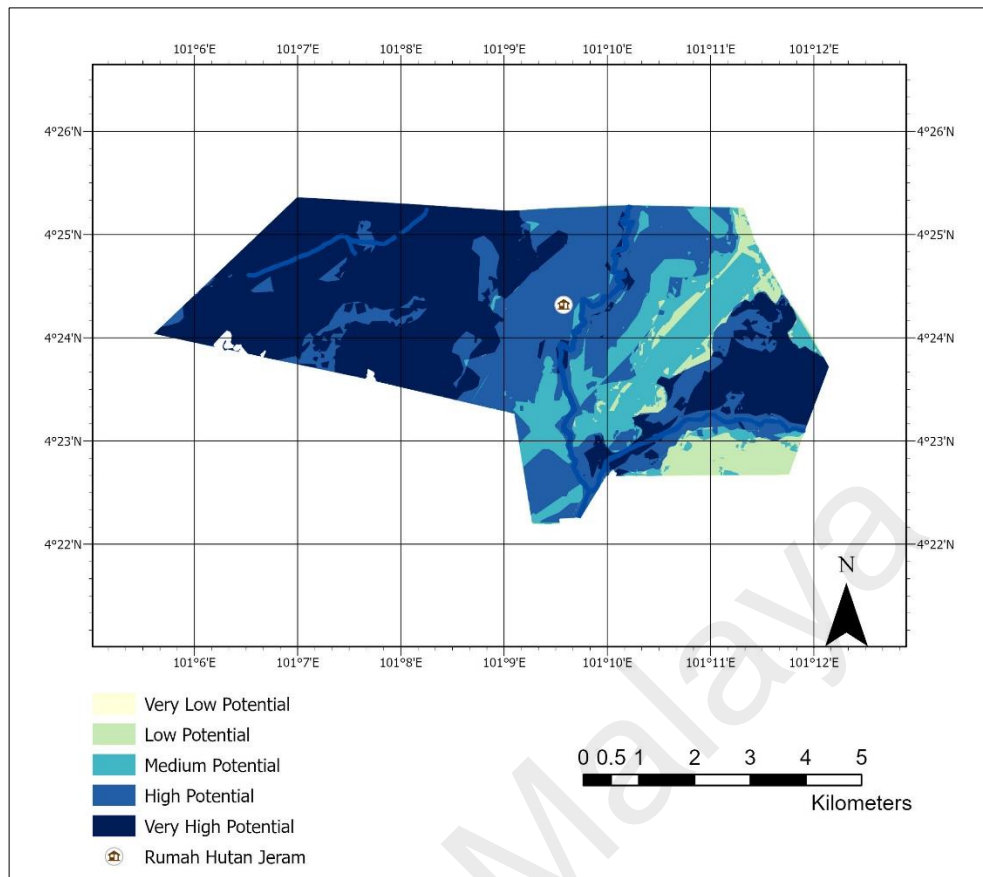 101°6'E 101°7'E 101°8'E 101°9'E 101°10'E 101°11'E 101°12'E
4°26'N 4°26'N
4°25'N 4°25'N
4°24'N 4°24'N
4°23'N 4°23'N
4°22'N 4°22'N
N
101°6'E 101°7'E 101°8'E 101°9'E 101°10'E 101°11'E 101°12'E
Very Low Potential
Low Potential
Medium Potential
High Potential
Very High Potential
Rumah Hutan Jeram
0 0.5 1 2 3 4 5
Kilometers
Malaya